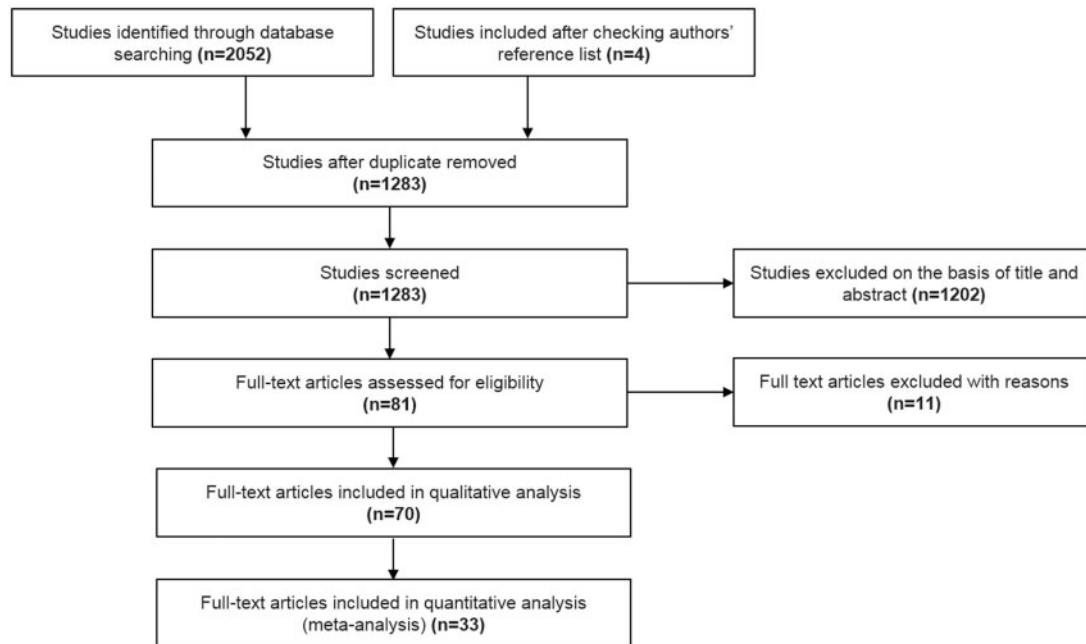 Studies identified through database
searching (n=2052)
Studies included after checking authors'
reference list (n=4)
Studies after duplicate removed
(n=1283)
Studies screened
(n=1283)
Studies excluded on the basis of title and
abstract (n=1202)
Full-text articles assessed for eligibility
(n=81)
Full text articles excluded with reasons
(n=11)
Full-text articles included in qualitative analysis
(n=70)
Full-text articles included in quantitative analysis
(meta-analysis) (n=33)